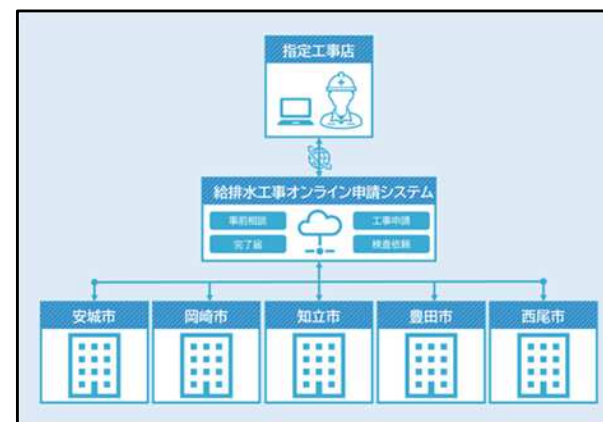 指定工事店
給排水工事オンライン申請システム
事前相談 工事申請
完了届 検査依頼
安城市 岡崎市 知立市 豊田市 西尾市